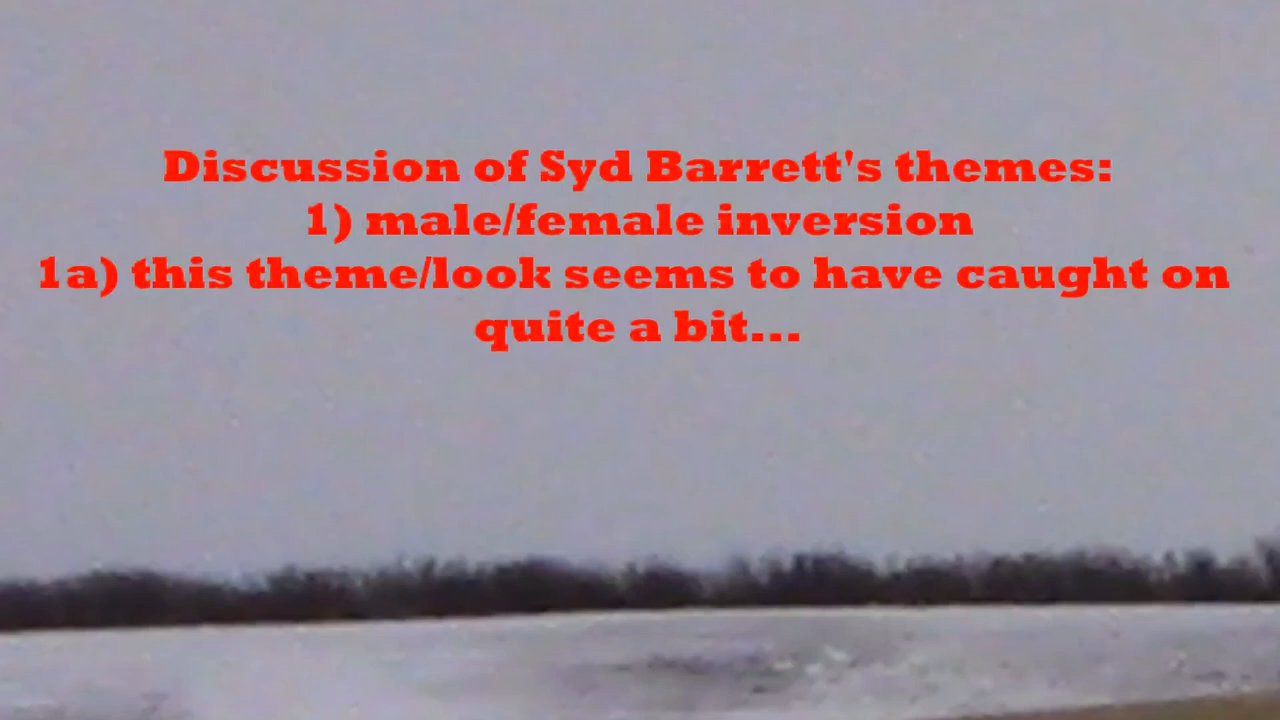 Discussion of Syd Barrett's themes:
1) male/female inversion
1a) this theme/look seems to have caught on
quite a bit...